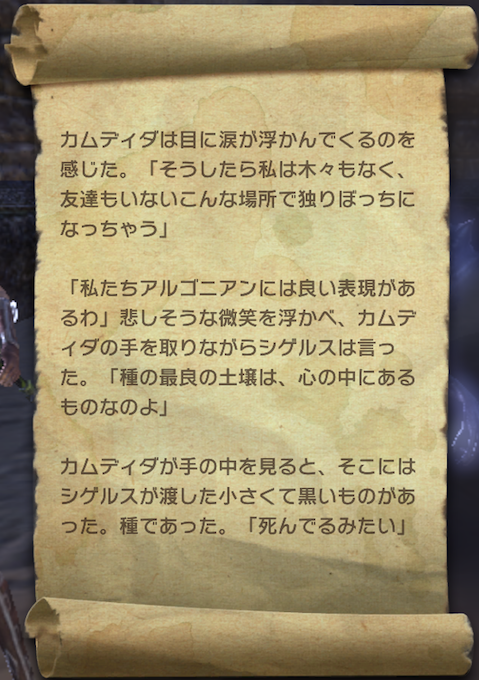 カムディダは目に涙が浮かんでくるのを
感じた。「そうしたら私は木々もなく、
友達もいないこんな場所で独りぼっちに
なっちゃう」
「私たちアルゴニアンには良い表現があ
るわ」悲しそうな微笑を浮かべ、カムデ
ィダの手を取りながらシゲルスは言っ
た。「種の最良の土壌は、心の中にある
ものなのよ」
カムディダが手の中を見ると、そこには
シゲルスが渡した小さくて黒いものがあ
った。種であった。「死んでるみたい」